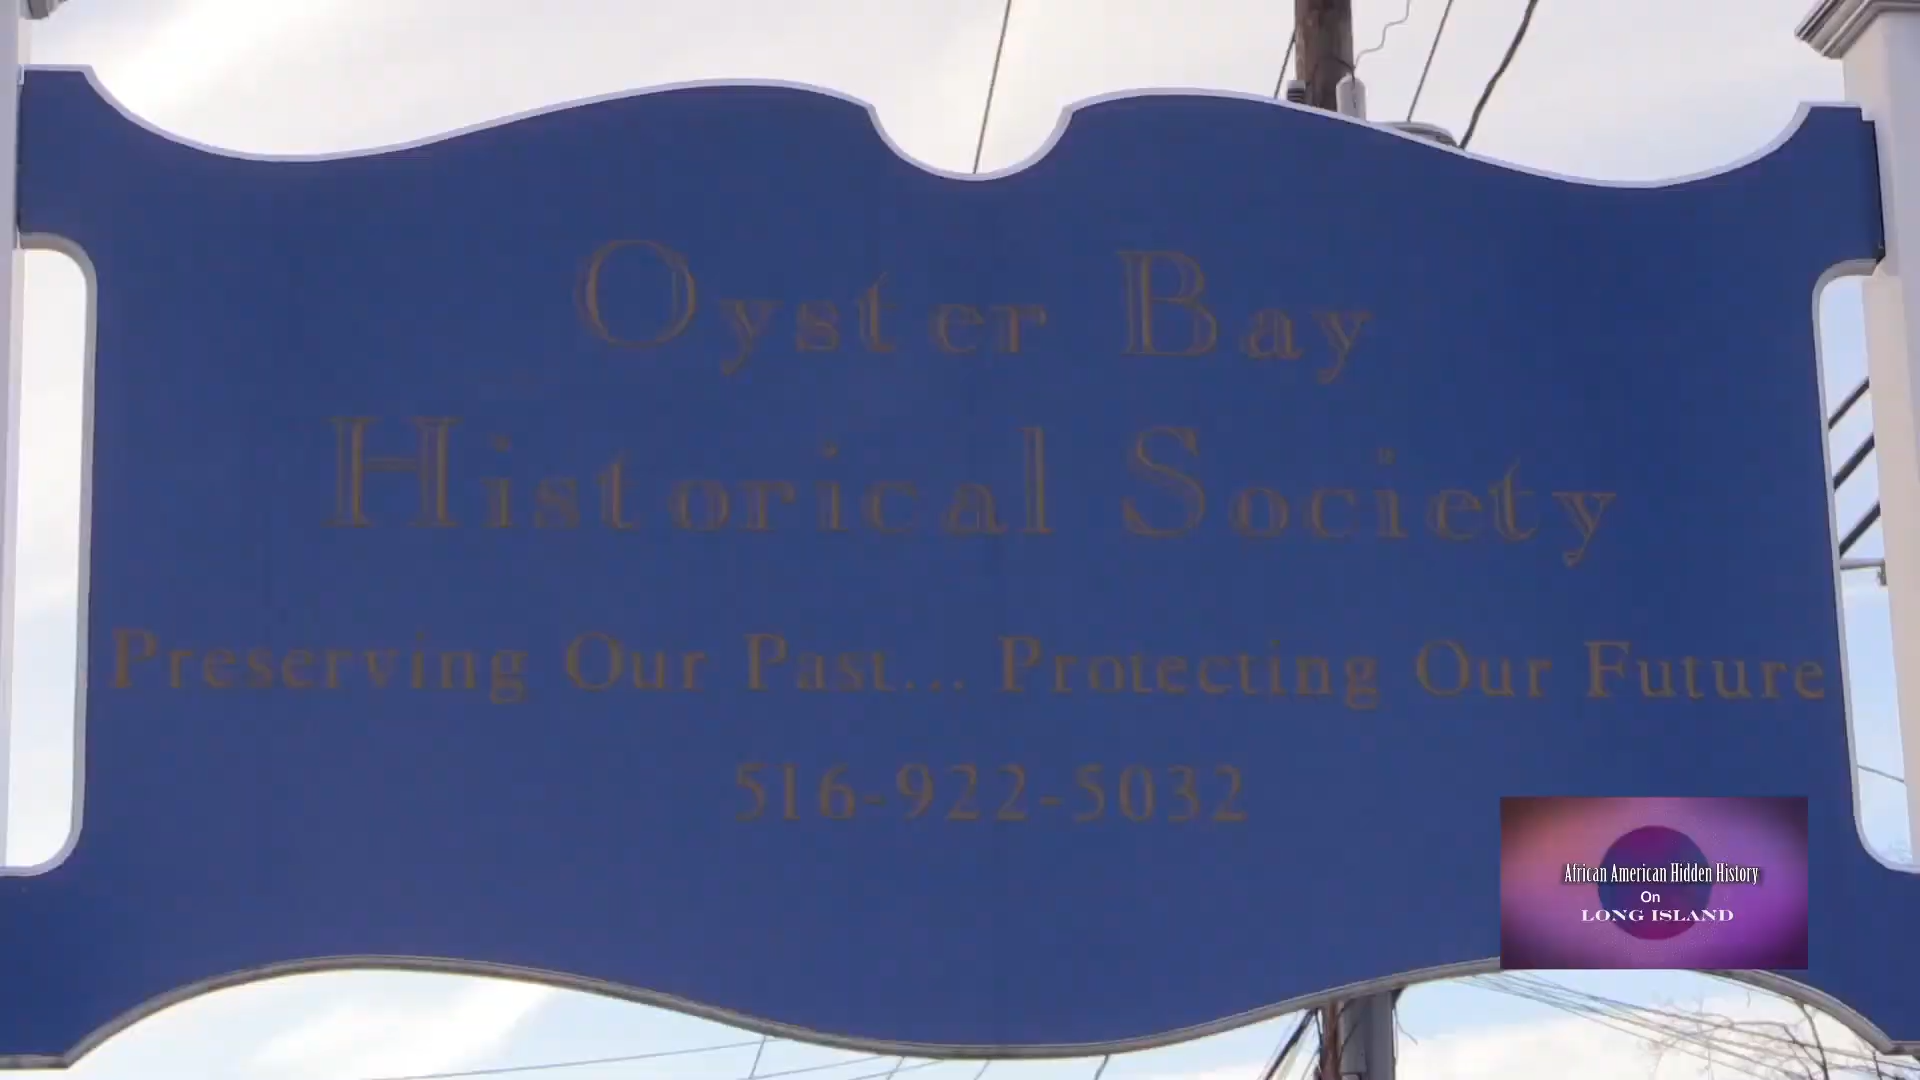 Oyster Bay
Historical Society
Preserving Our Past... Protecting Our Future
516-922-5032
African American Hidden History
On
LONG ISLAND